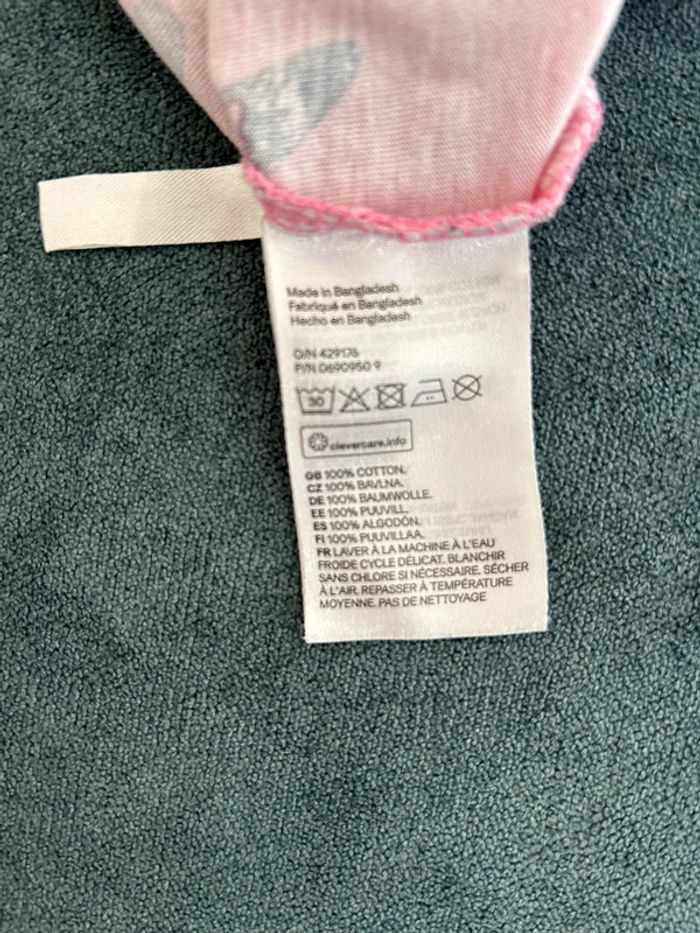 Made in Bangladesh
Fabriqué en Bangladesh
Hecho en Bangladesh
O/N 429176
P/N D690950 9
30
clevercare.info
GB 100% COTTON.
CZ 100% BAVLNA.
DE 100% BAUMWOLLE.
EE 100% PUUVILL.
ES 100% ALGODÓN.
FI 100% PUUVILLAA.
FR LAVER À LA MACHINE À L'EAU
FROIDE CYCLE DÉLICAT. BLANCHIR
SANS CHLORE SI NÉCESSAIRE. SÉCHER
À L'AIR. REPASSER À TEMPÉRATURE
MOYENNE. PAS DE NETTOYAGE